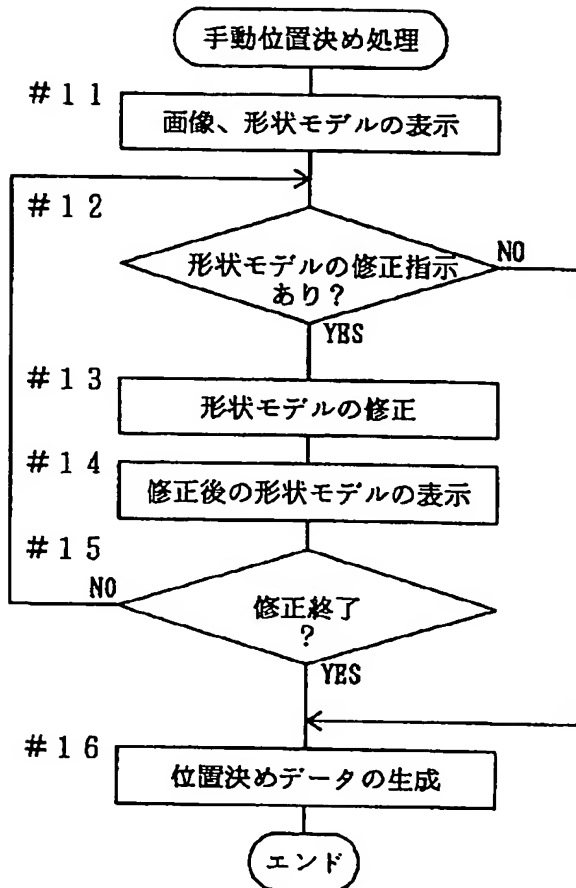 手動位置決め処理
#11
画像、形状モデルの表示
#12
形状モデルの修正指示
あり?
NO
YES
#13
形状モデルの修正
#14
修正後の形状モデルの表示
#15
NO
修正終了
?
YES
#16
位置決めデータの生成
エンド